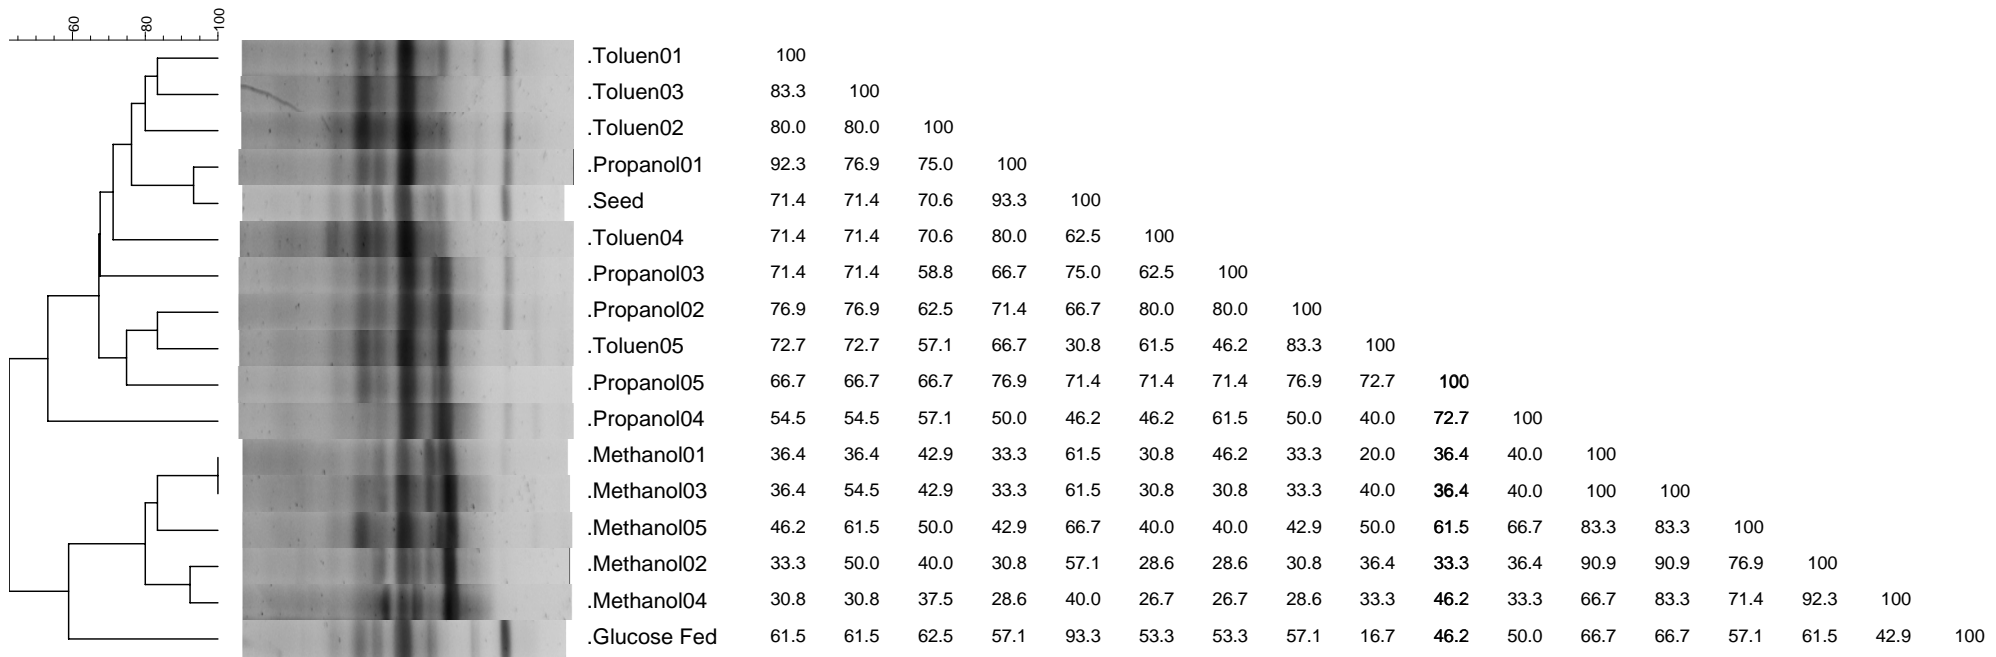 60 80 100
.Toluen01 100
.Toluen03 83.3 100
.Toluen02 80.0 80.0 100
.Propanol01 92.3 76.9 75.0 100
.Seed 71.4 71.4 70.6 93.3 100
.Toluen04 71.4 71.4 70.6 80.0 62.5 100
.Propanol03 71.4 71.4 58.8 66.7 75.0 62.5 100
.Propanol02 76.9 76.9 62.5 71.4 66.7 80.0 80.0 100
.Toluen05 72.7 72.7 57.1 66.7 30.8 61.5 46.2 83.3 100
.Propanol05 66.7 66.7 66.7 76.9 71.4 71.4 71.4 76.9 72.7 100
.Propanol04 54.5 54.5 57.1 50.0 46.2 46.2 61.5 50.0 40.0 72.7 100
.Methanol01 36.4 36.4 42.9 33.3 61.5 30.8 46.2 33.3 20.0 36.4 40.0 100
.Methanol03 36.4 54.5 42.9 33.3 61.5 30.8 30.8 33.3 40.0 36.4 40.0 100 100
.Methanol05 46.2 61.5 50.0 42.9 66.7 40.0 40.0 42.9 50.0 61.5 66.7 83.3 83.3 100
.Methanol02 33.3 50.0 40.0 30.8 57.1 28.6 28.6 30.8 36.4 33.3 36.4 90.9 90.9 76.9 100
.Methanol04 30.8 30.8 37.5 28.6 40.0 26.7 26.7 28.6 33.3 46.2 33.3 66.7 83.3 71.4 92.3 100
.Glucose Fed 61.5 61.5 62.5 57.1 93.3 53.3 53.3 57.1 16.7 46.2 50.0 66.7 66.7 57.1 61.5 42.9 100